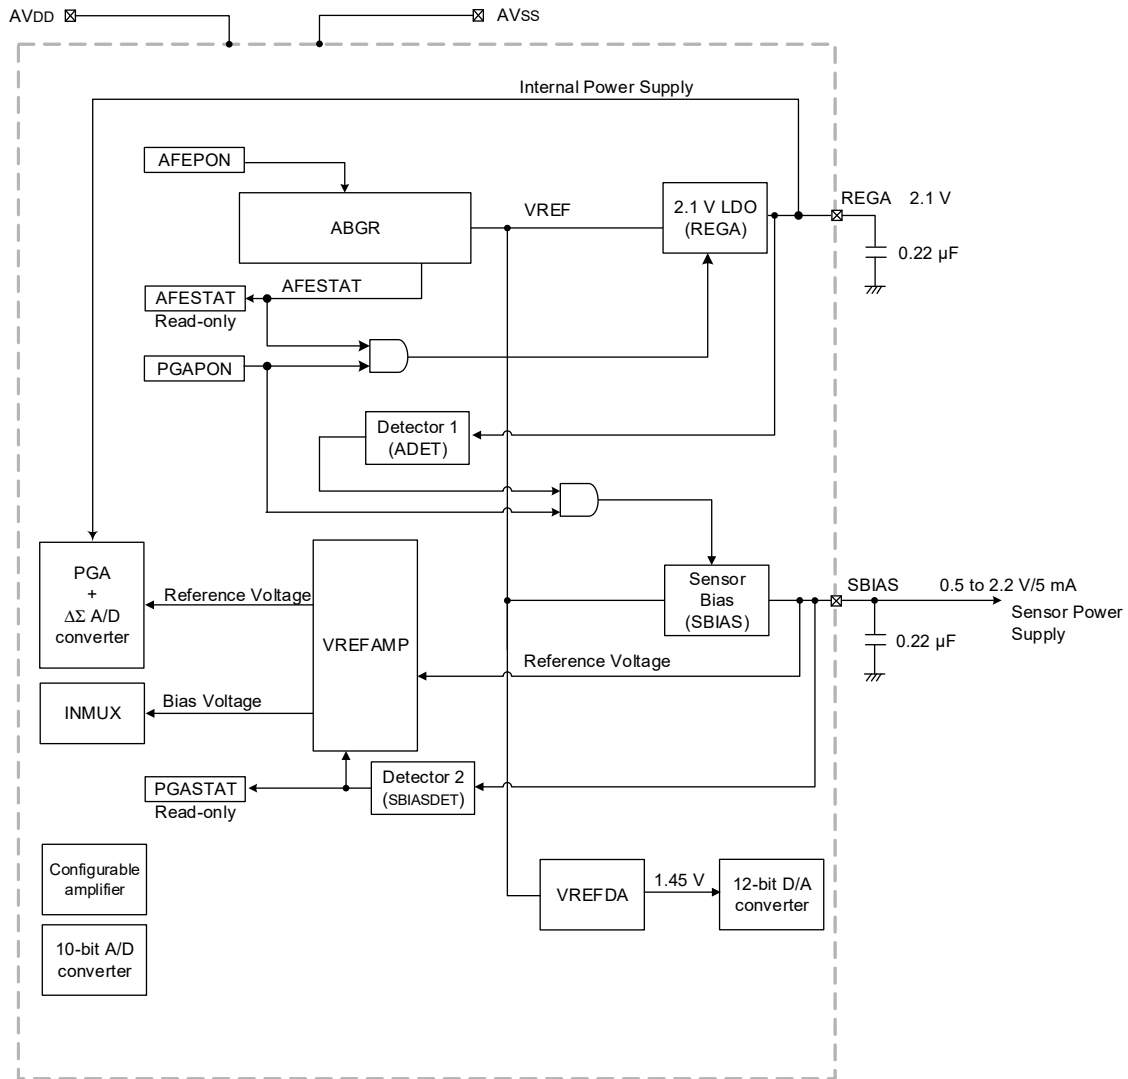 AVDD
AVSS
Internal Power Supply
AFEPON
ABGR
VREF
2.1 V LDO
(REGA)
REGA 2.1 V
0.22 µF
AFESTAT
AFESTAT
Read-only
PGAPON
Detector 1
(ADET)
PGA
+
ΔΣ A/D
converter
Reference Voltage
VREFAMP
Sensor
Bias
(SBIAS)
SBIAS
0.5 to 2.2 V/5 mA
Sensor Power
Supply
0.22 µF
Reference Voltage
INMUX
Bias Voltage
PGASTAT
Read-only
Detector 2
(SBIASDET)
Configurable
amplifier
VREFDA
1.45 V
12-bit D/A
converter
10-bit A/D
converter